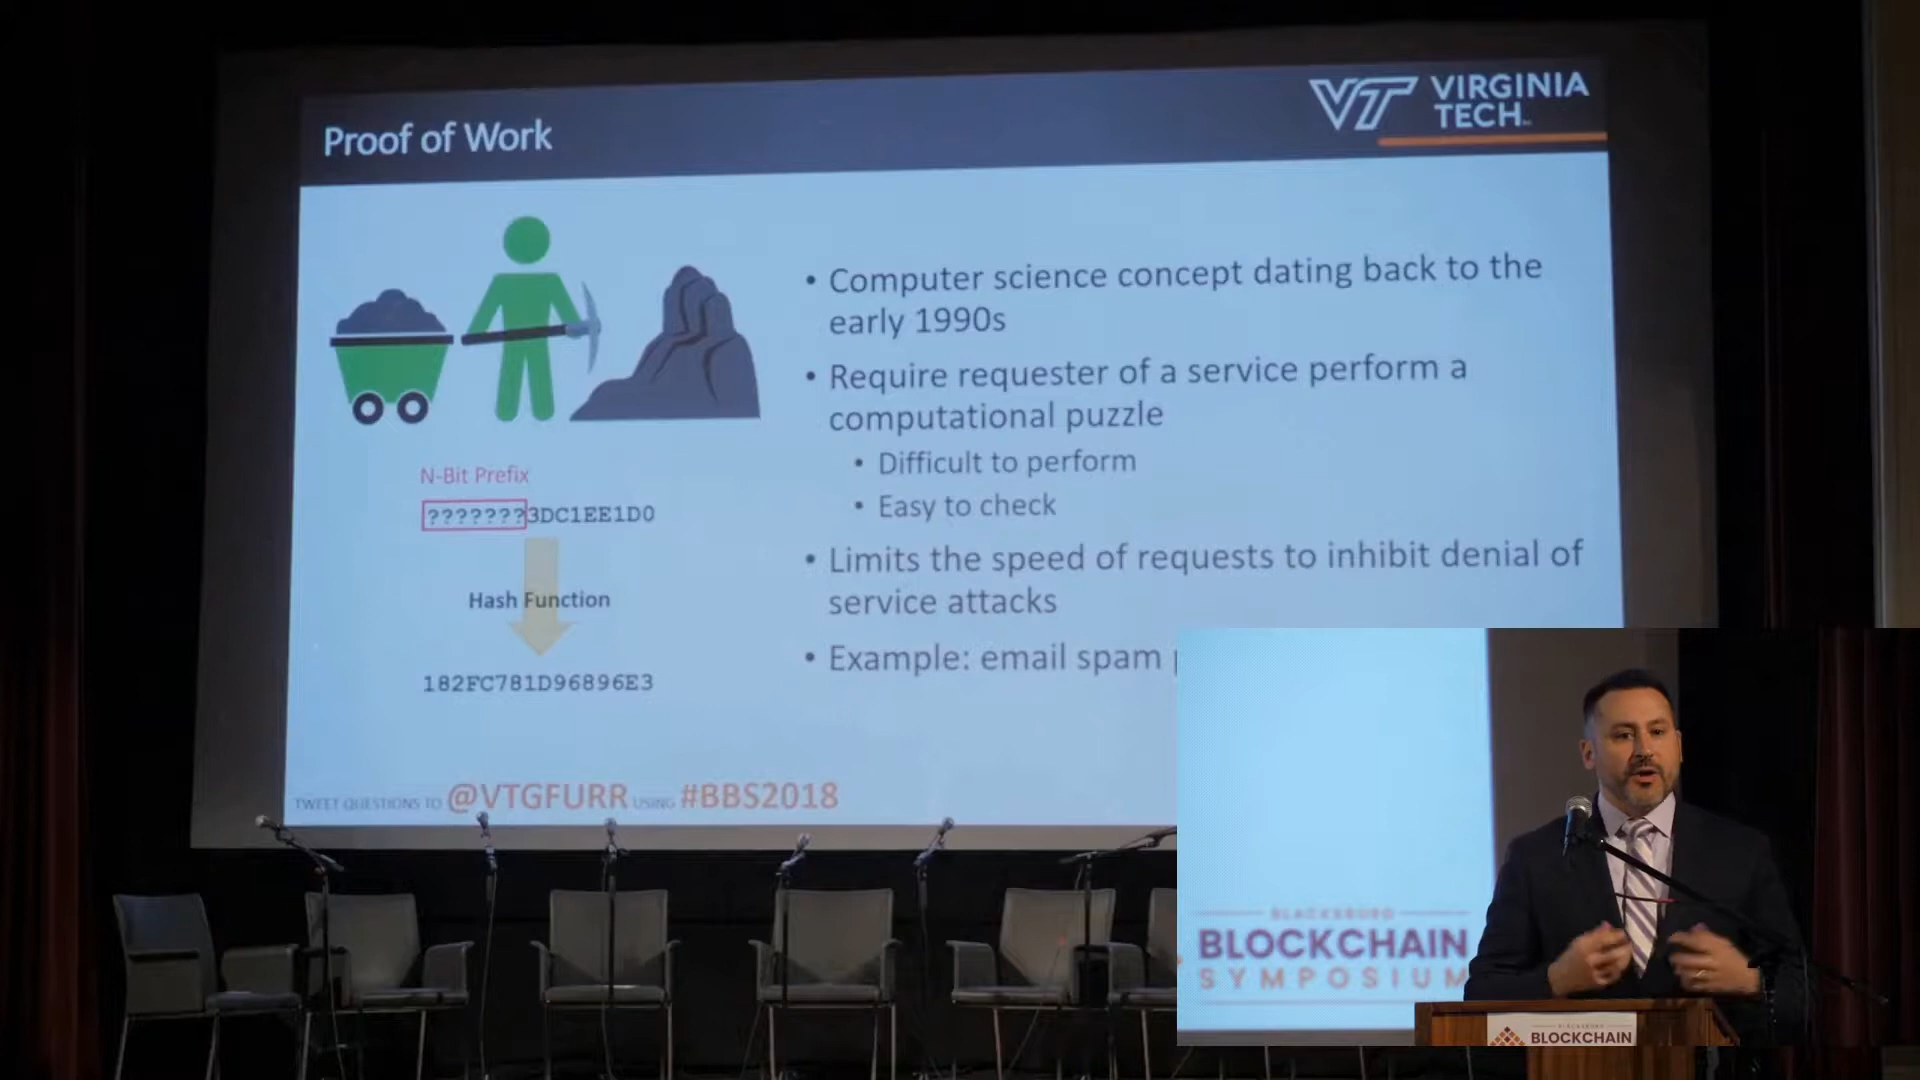 Proof of Work
VIRGINIA
TECH
• Computer science concept dating back to the
early 1990s
• Require requester of a service perform a
computational puzzle
• Difficult to perform
• Easy to check
• Limits the speed of requests to inhibit denial of
service attacks
• Example: email spam
N-Bit Prefix
???????3DC1EE1D0
Hash Function
182FC781D96896E3
TWEET QUESTIONS TO @VTGFURR USING #BBS2018
BLACKSBURG
BLOCKCHAIN
SYMPOSIUM
BLACKSBURG
BLOCKCHAIN